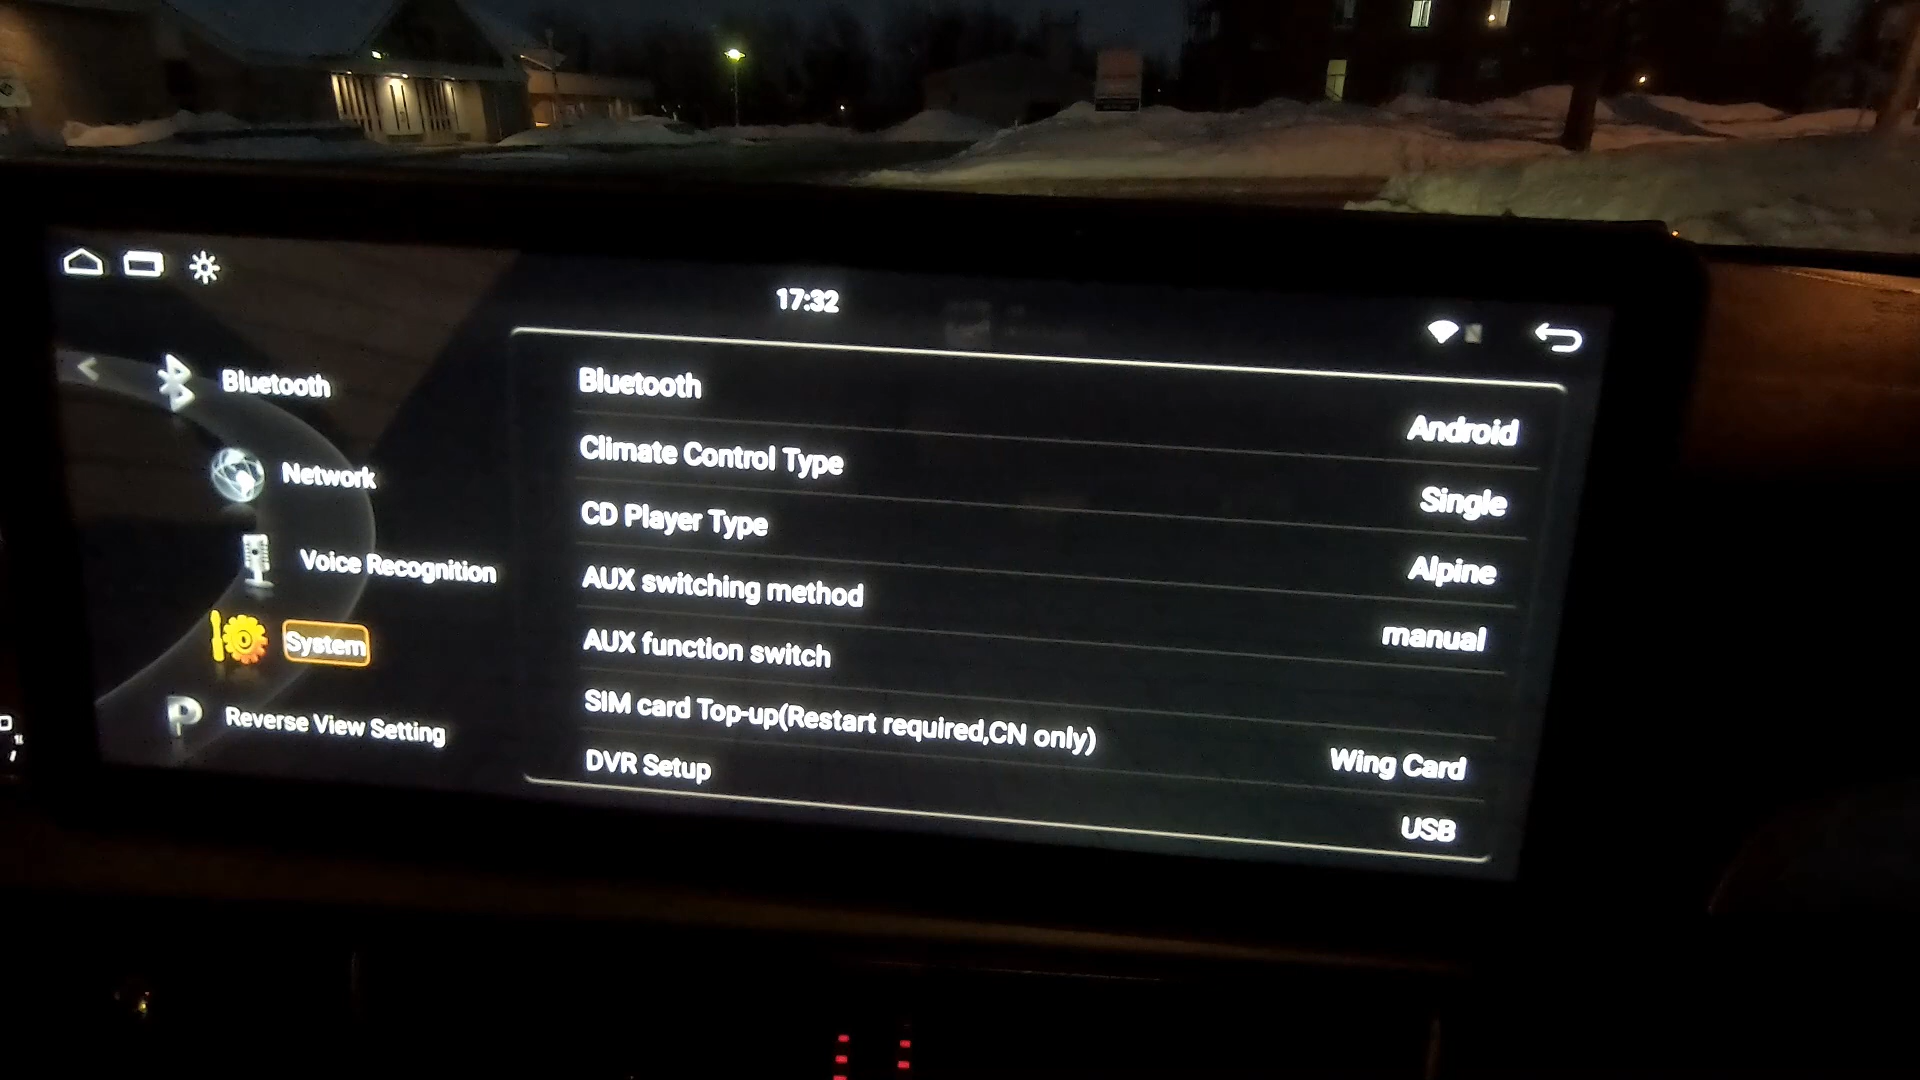 17:32
Bluetooth
Network
Voice Recognition
System
Reverse View Setting
Bluetooth
Android
Climate Control Type
Single
CD Player Type
Alpine
AUX switching method
manual
AUX function switch
SIM card Top-up(Restart required,CN only)
Wing Card
DVR Setup
USB